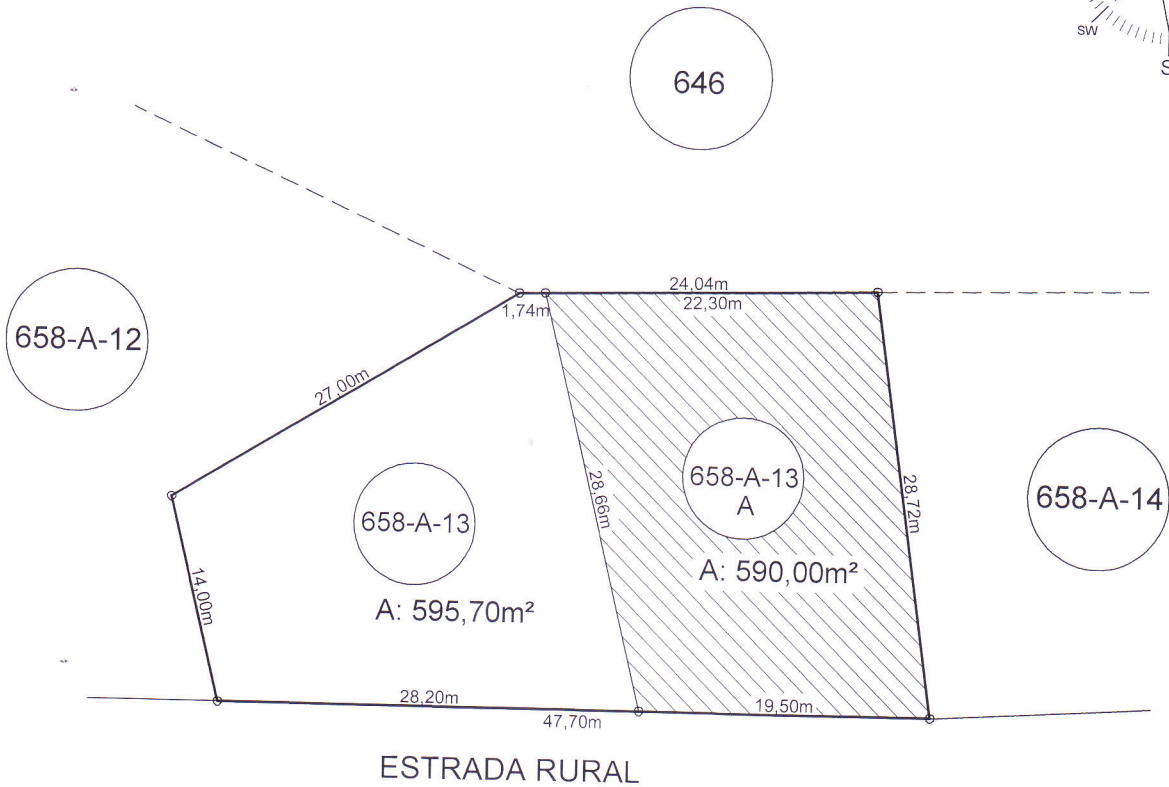 SW
S
646
24,04m
1,74m
22,30m
658-A-12
27,00m
658-A-13
A
28,66m
28,72m
658-A-14
658-A-13
14,00m
A: 590,00m²
A: 595,70m²
28,20m
19,50m
47,70m
ESTRADA RURAL